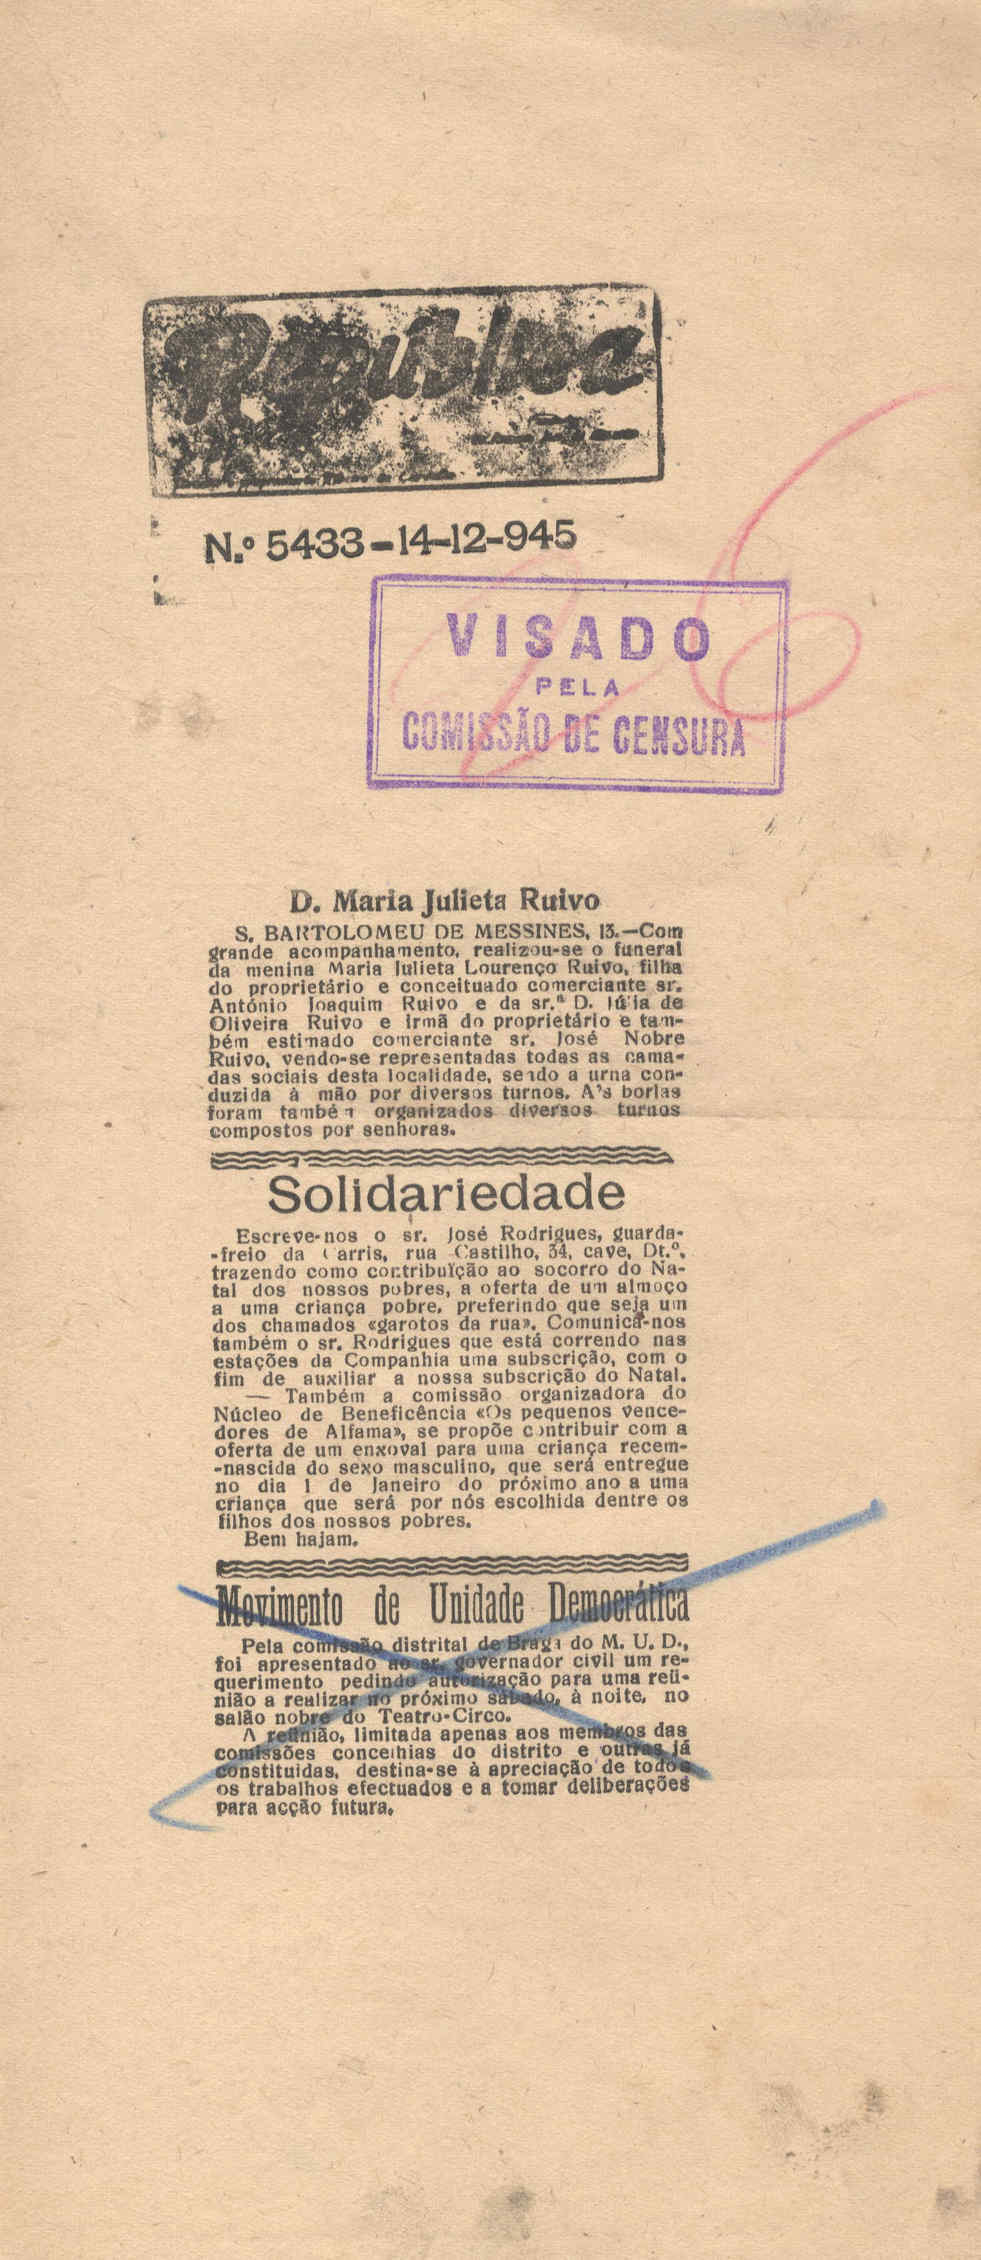 República
N.º 5433-14-12-945
26
VISADO
PELA
COMISSÃO DE CENSURA
D. Maria Julieta Ruivo
S. BARTOLOMEU DE MESSINES, 13.—Com
grande acompanhamento, realizou-se o funeral
da menina Maria Julieta Lourenço Ruivo, filha
do proprietário e conceituado comerciante sr.
António Joaquim Ruivo e da sr.ª D. Júlia de
Oliveira Ruivo e irmã do proprietário e tam-
bém estimado comerciante sr. José Nobre
Ruivo, vendo-se representadas todas as cama-
das sociais desta localidade, sendo a urna con-
duzida à mão por diversos turnos. A's borlas
foram também organizados diversos turnos
compostos por senhoras.
Solidariedade
Escreve-nos o sr. José Rodrigues, guarda-
-freio da Carris, rua Castilho, 34, cave, Dt.º,
trazendo como contribuïção ao socorro do Na-
tal dos nossos pobres, a oferta de um almoço
a uma criança pobre, preferindo que seja um
dos chamados «garotos da rua». Comunica-nos
também o sr. Rodrigues que está correndo nas
estações da Companhia uma subscrição, com o
fim de auxiliar a nossa subscrição do Natal.
— Também a comissão organizadora do
Núcleo de Beneficência «Os pequenos vence-
dores de Alfama», se propõe contribuir com a
oferta de um enxoval para uma criança recem-
-nascida do sexo masculino, que será entregue
no dia 1 de Janeiro do próximo ano a uma
criança que será por nós escolhida dentre os
filhos dos nossos pobres.
Bem hajam.
Movimento de Unidade Democrática
Pela comissão distrital de Braga do M. U. D.,
foi apresentado ao sr. governador civil um re-
querimento pedindo autorização para uma reü-
nião a realizar no próximo sábado, à noite, no
salão nobre do Teatro-Circo.
A reünião, limitada apenas aos membros das
comissões concelhias do distrito e outras já
constituidas, destina-se à apreciação de todos
os trabalhos efectuados e a tomar deliberações
para acção futura.